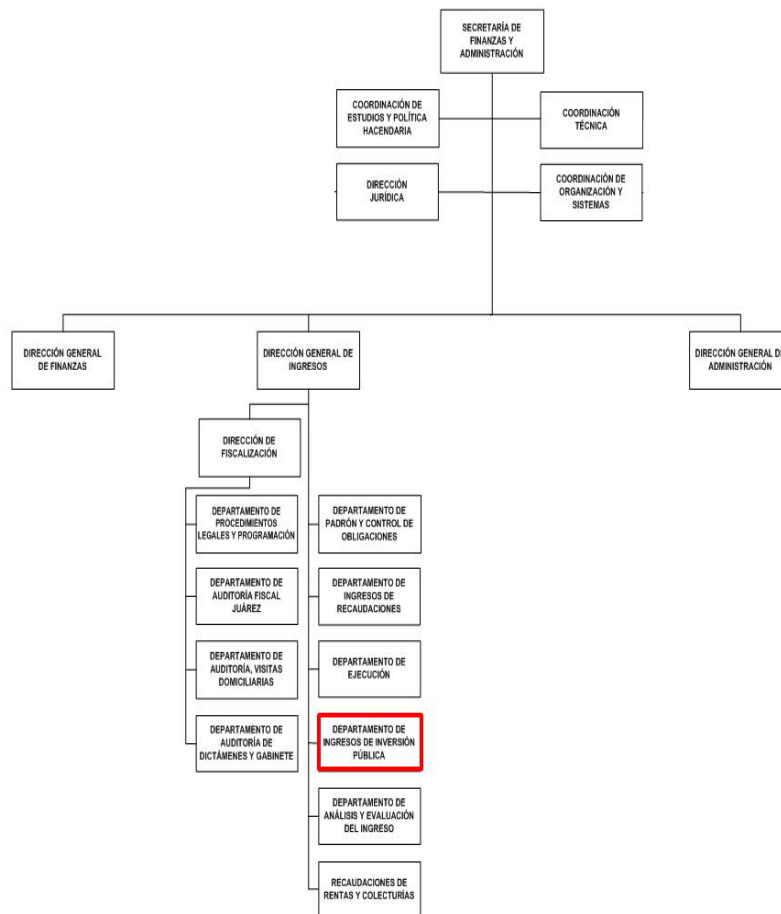 SECRETARÍA DE
FINANZAS Y
ADMINISTRACIÓN
COORDINACIÓN DE
ESTUDIOS Y POLÍTICA
HACENDARIA
COORDINACIÓN
TÉCNICA
DIRECCIÓN
JURÍDICA
COORDINACIÓN DE
ORGANIZACIÓN Y
SISTEMAS
DIRECCIÓN GENERAL
DE FINANZAS
DIRECCIÓN GENERAL DE
INGRESOS
DIRECCIÓN GENERAL DE
ADMINISTRACIÓN
DIRECCIÓN DE
FISCALIZACIÓN
DEPARTAMENTO DE
PROCEDIMIENTOS
LEGALES Y PROGRAMACIÓN
DEPARTAMENTO DE
PADRÓN Y CONTROL DE
OBLIGACIONES
DEPARTAMENTO DE
AUDITORÍA FISCAL
JUÁREZ
DEPARTAMENTO DE
INGRESOS DE
RECAUDACIONES
DEPARTAMENTO DE
AUDITORÍA, VISITAS
DOMICILIARIAS
DEPARTAMENTO DE
EJECUCIÓN
DEPARTAMENTO DE
AUDITORÍA DE
DICTÁMENES Y GABINETE
DEPARTAMENTO DE
INGRESOS DE INVERSIÓN
PÚBLICA
DEPARTAMENTO DE
ANÁLISIS Y EVALUACIÓN
DEL INGRESO
RECAUDACIONES DE
RENTAS Y COLECTURÍAS